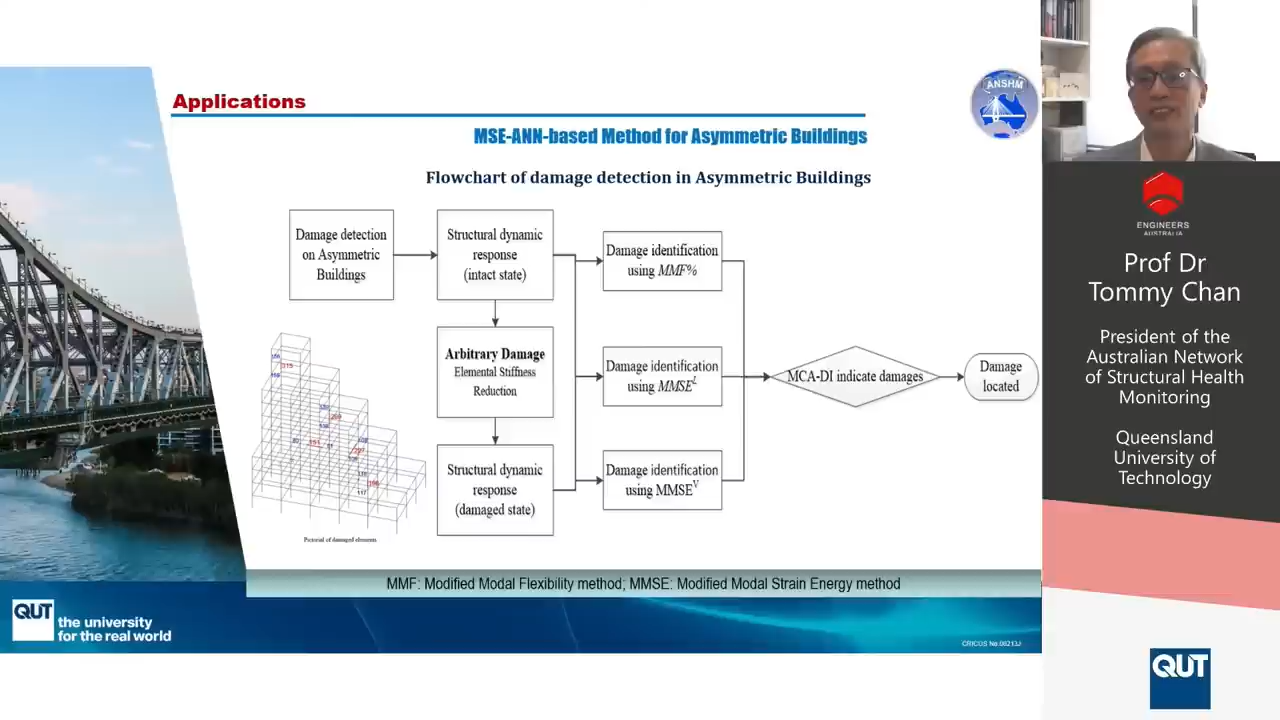 Applications
ANSHM
MSE-ANN-based Method for Asymmetric Buildings
Flowchart of damage detection in Asymmetric Buildings
Damage detection
on Asymmetric
Buildings
Structural dynamic
response
(intact state)
Arbitrary Damage
Elemental Stiffness
Reduction
Structural dynamic
response
(damaged state)
Damage identification
using MMF%
Damage identification
using MMSE^L
Damage identification
using MMSE^V
MCA-DI indicate damages
Damage
located
Pictorial of damaged elements
MMF: Modified Modal Flexibility method; MMSE: Modified Modal Strain Energy method
QUT
the university
for the real world
CRICOS No.00213J
ENGINEERS
AUSTRALIA
Prof Dr
Tommy Chan
President of the
Australian Network
of Structural Health
Monitoring
Queensland
University of
Technology
QUT